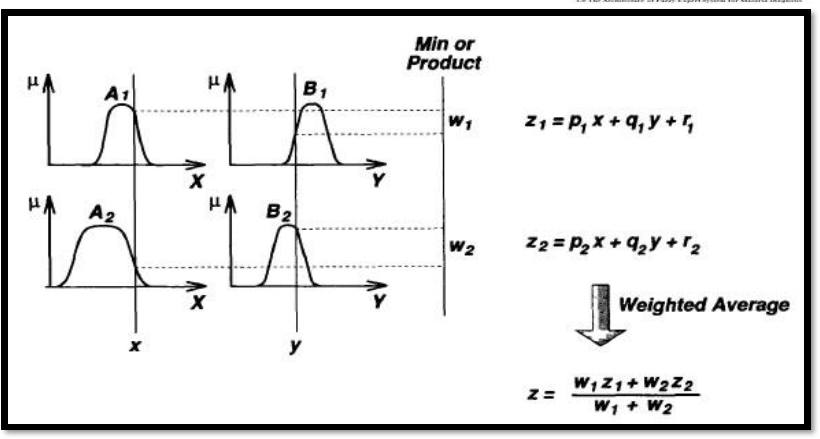 Min or
Product
μ A₁ μ B₁
w₁ z₁ = p₁ x + q₁ y + r₁
X Y
μ A₂ μ B₂
w₂ z₂ = p₂ x + q₂ y + r₂
X Y
Weighted Average
x y
z = w₁ z₁ + w₂ z₂
w₁ + w₂